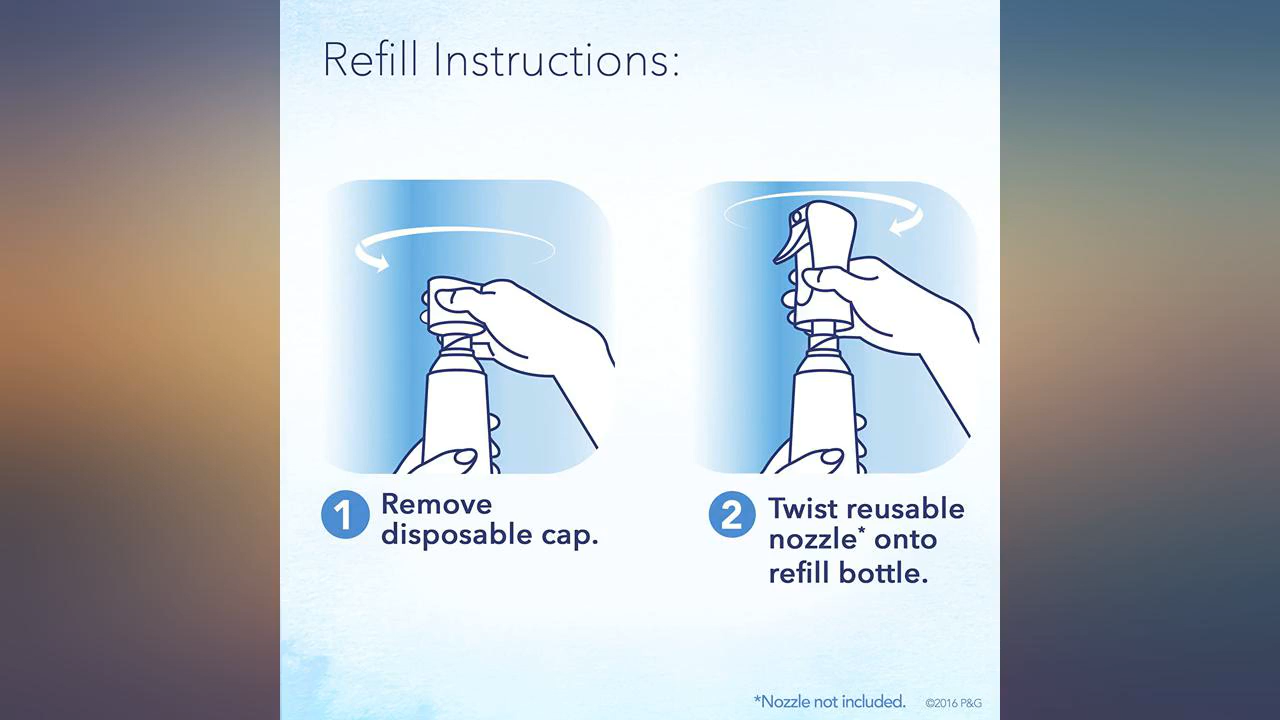 Refill Instructions:
1 Remove
disposable cap.
2 Twist reusable
nozzle* onto
refill bottle.
*Nozzle not included. ©2016 P&G